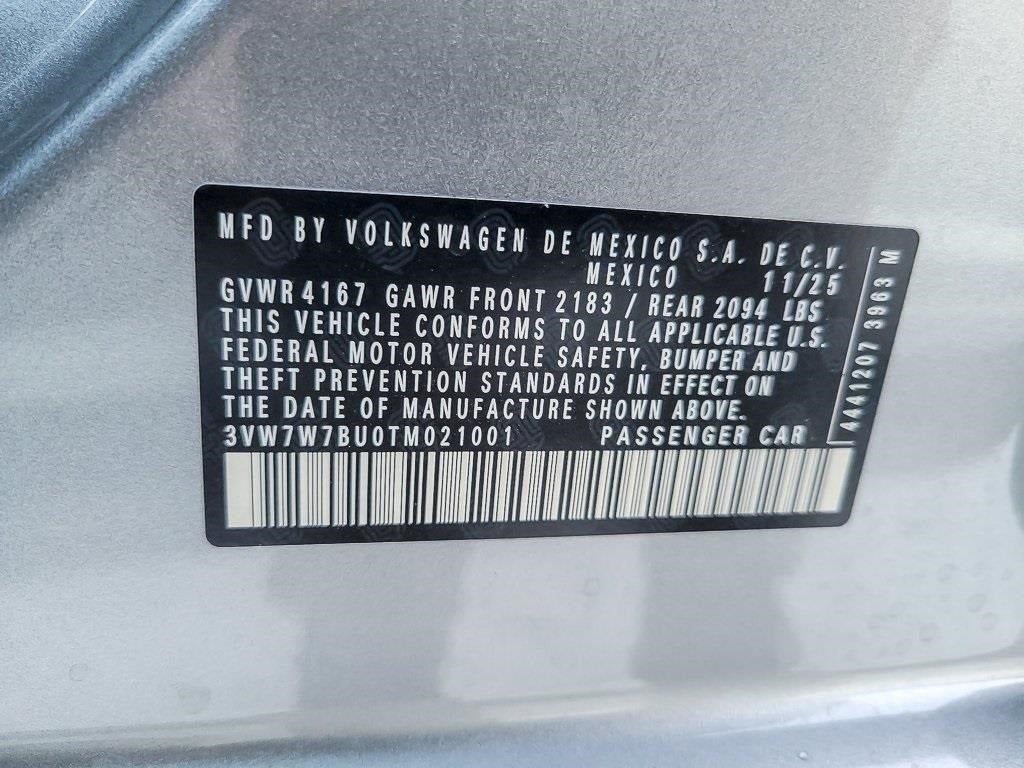 MFD BY VOLKSWAGEN DE MEXICO S.A. DE C.V.
MEXICO 11/25
GVWR 4167 GAWR FRONT 2183 / REAR 2094 LBS
THIS VEHICLE CONFORMS TO ALL APPLICABLE U.S.
FEDERAL MOTOR VEHICLE SAFETY, BUMPER AND
THEFT PREVENTION STANDARDS IN EFFECT ON
THE DATE OF MANUFACTURE SHOWN ABOVE.
3VW7W7BU0TM021001 PASSENGER CAR
4441207 3963 M